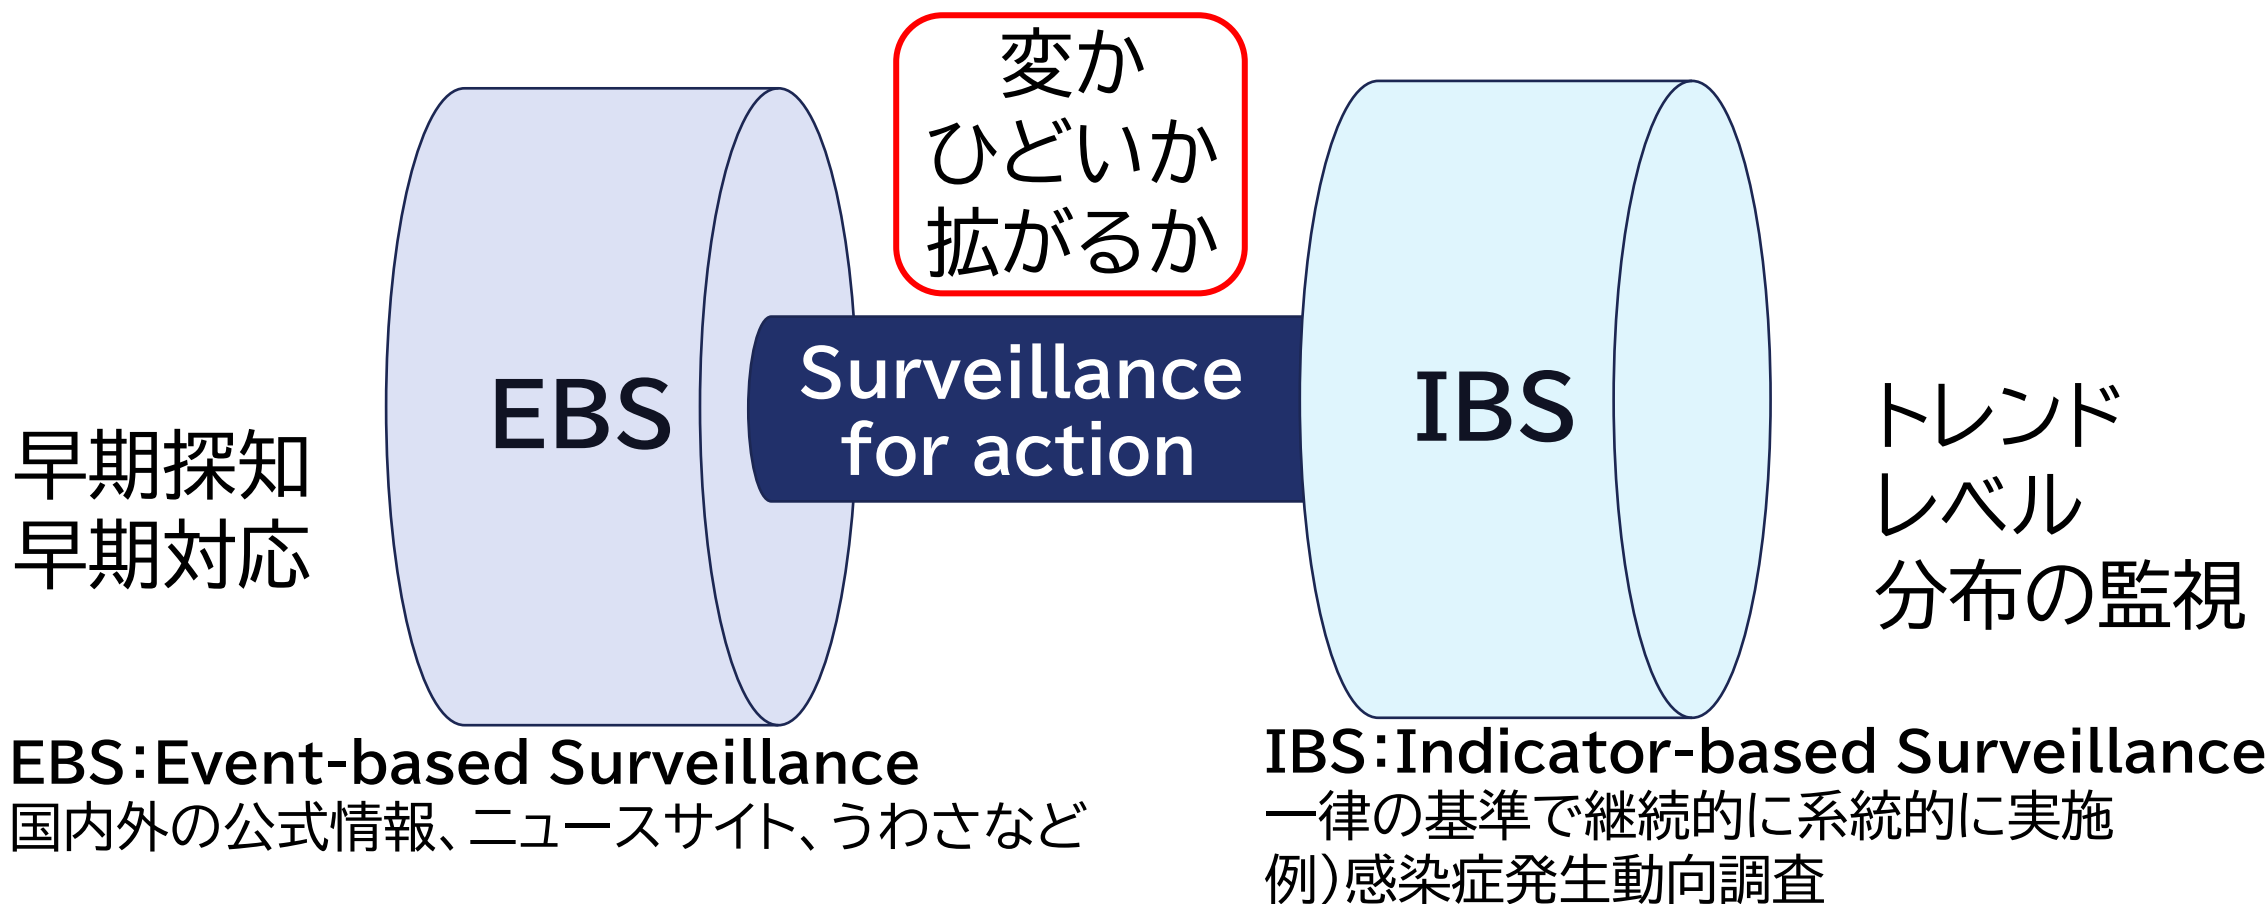 変か
ひどいか
拡がるか
EBS
Surveillance
for action
IBS
早期探知
早期対応
トレンド
レベル
分布の監視
EBS：Event-based Surveillance
国内外の公式情報、ニュースサイト、うわさなど
IBS：Indicator-based Surveillance
一律の基準で継続的に系統的に実施
例）感染症発生動向調査